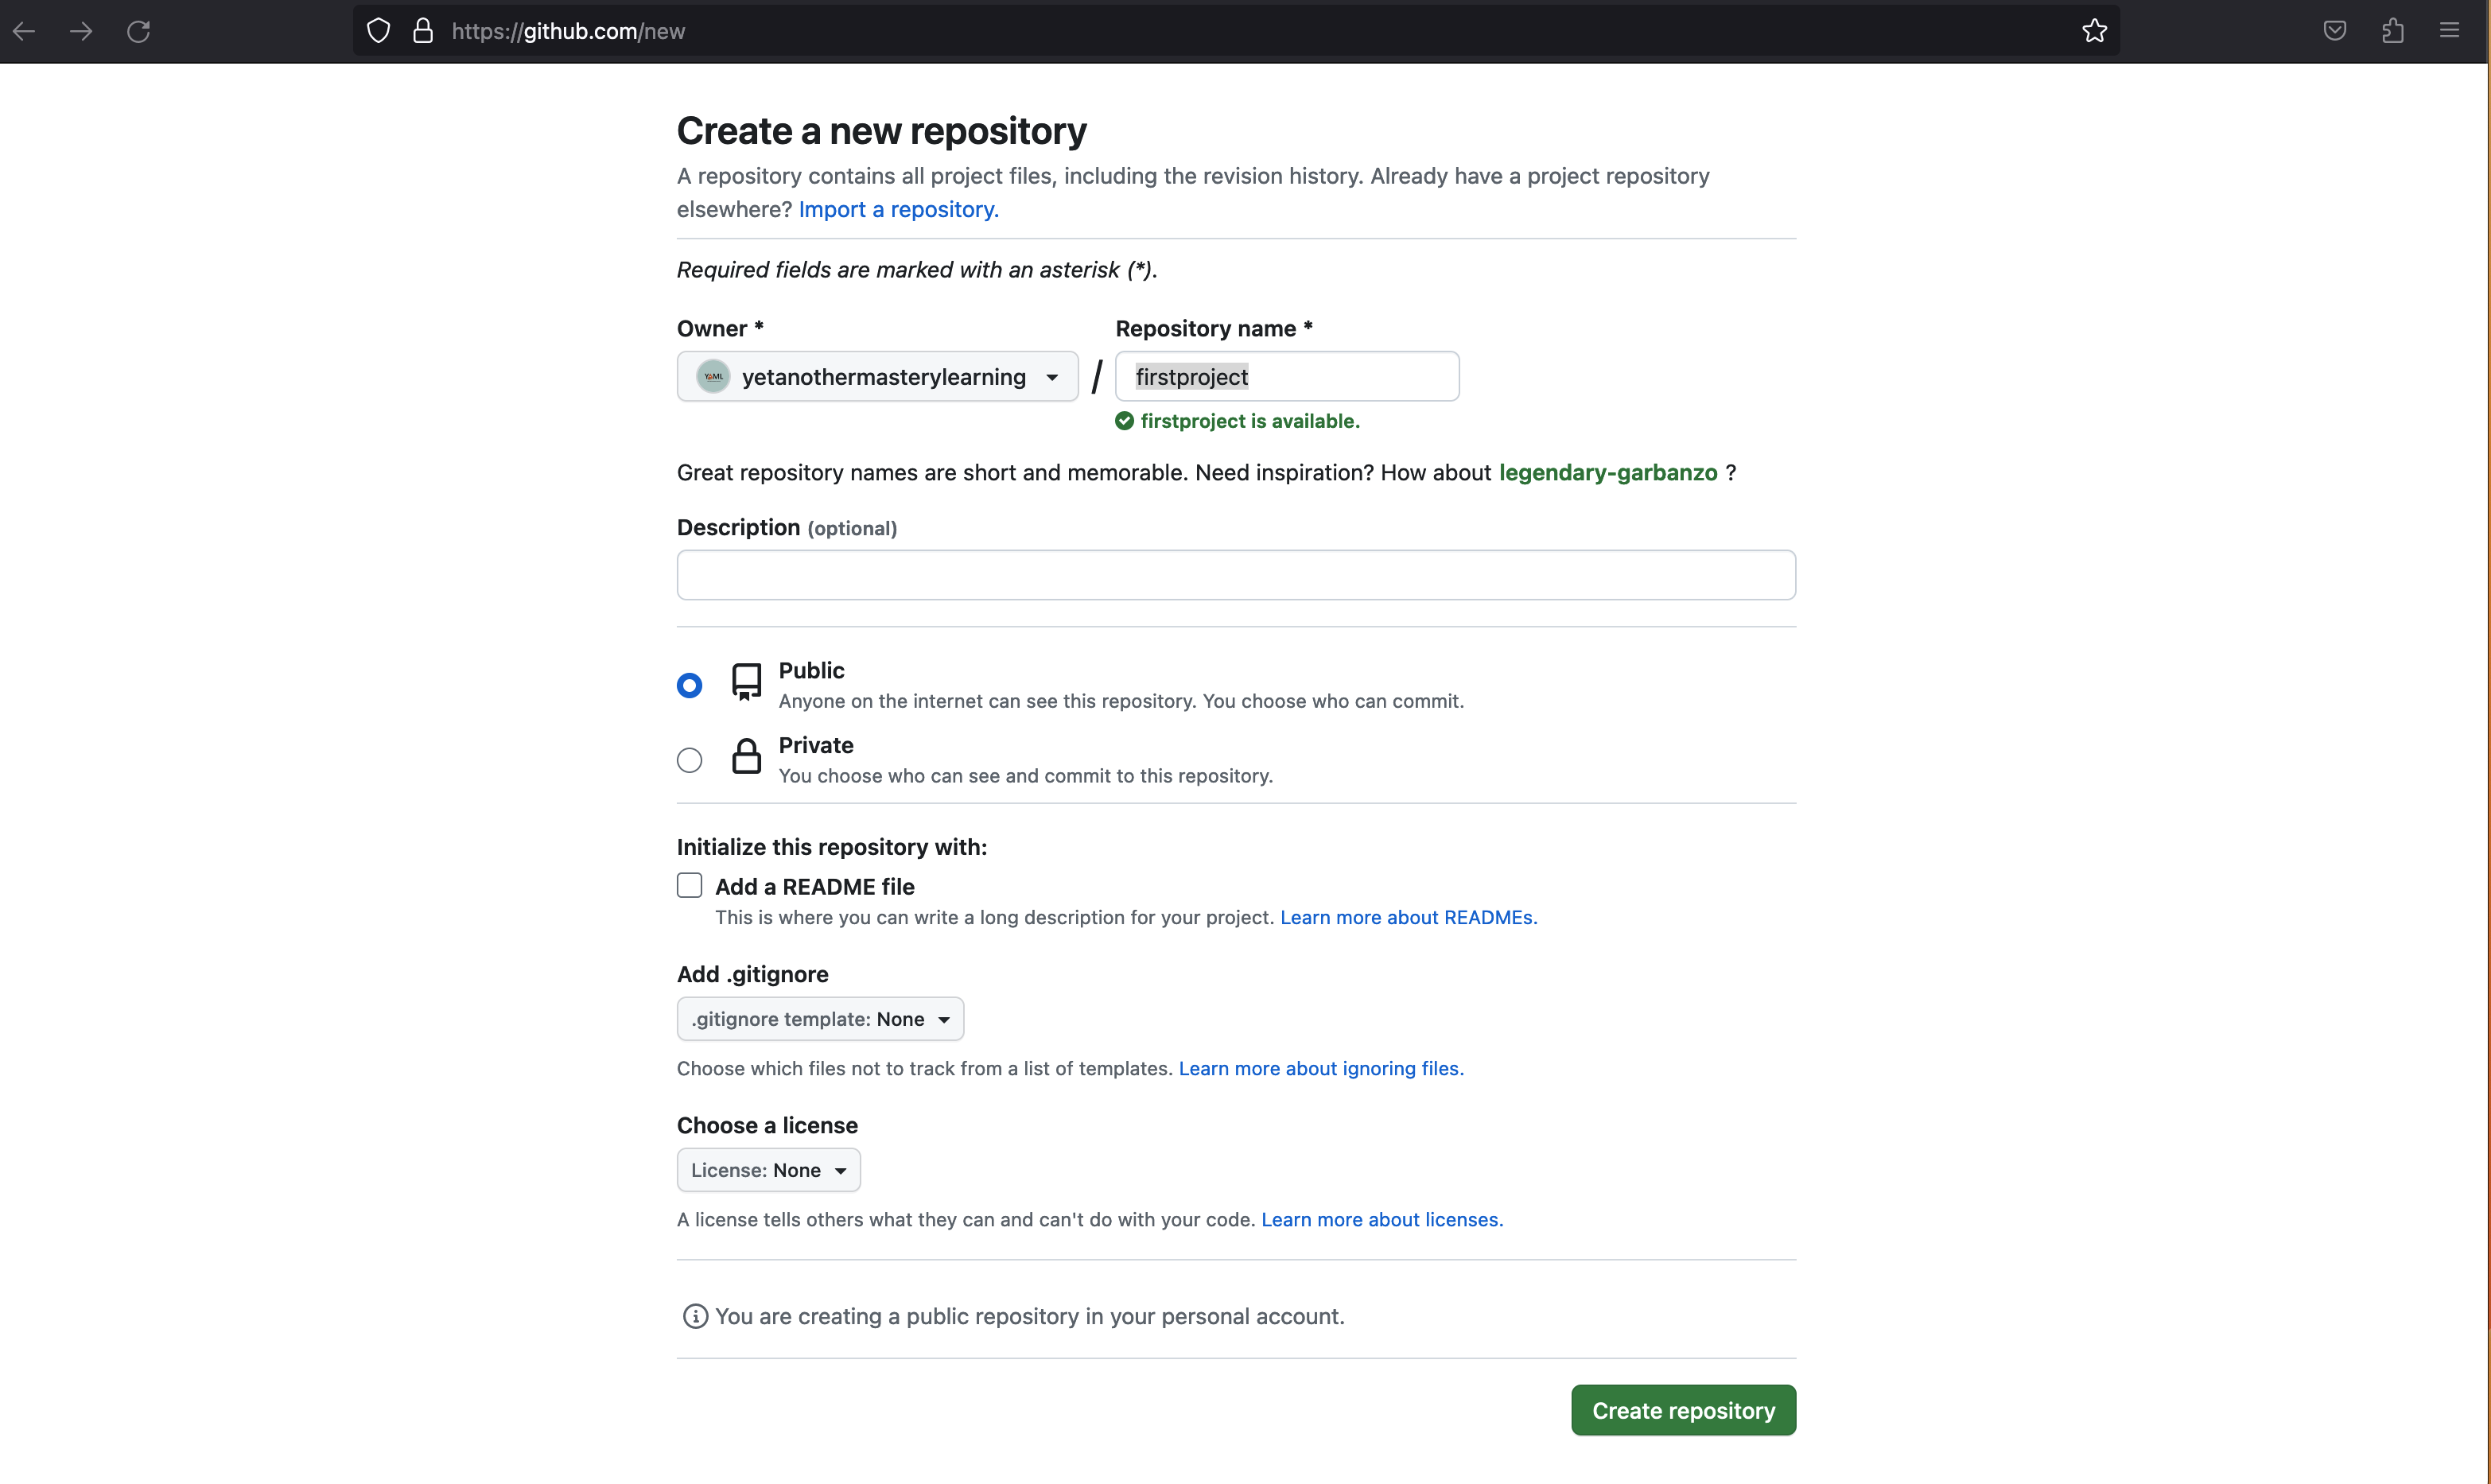 https://github.com/new
Create a new repository
A repository contains all project files, including the revision history. Already have a project repository
elsewhere? Import a repository.
Required fields are marked with an asterisk (*).
Owner * Repository name *
YAML yetanothermasterylearning / firstproject
firstproject is available.
Great repository names are short and memorable. Need inspiration? How about legendary-garbanzo ?
Description (optional)
Public
Anyone on the internet can see this repository. You choose who can commit.
Private
You choose who can see and commit to this repository.
Initialize this repository with:
Add a README file
This is where you can write a long description for your project. Learn more about READMEs.
Add .gitignore
.gitignore template: None
Choose which files not to track from a list of templates. Learn more about ignoring files.
Choose a license
License: None
A license tells others what they can and can't do with your code. Learn more about licenses.
You are creating a public repository in your personal account.
Create repository